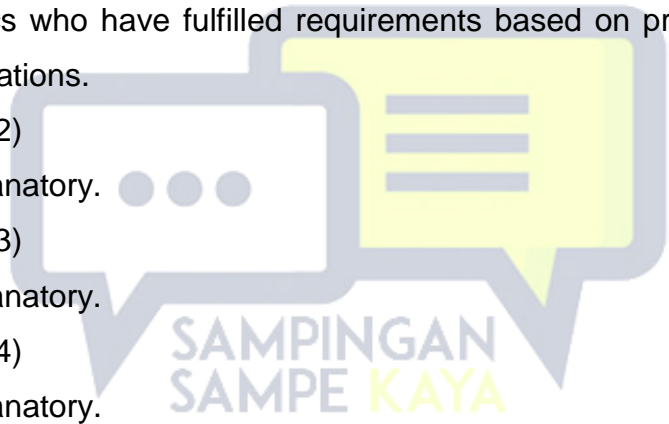 s who have fulfilled requirements based on pr
ations.
2)
anatory.
3)
anatory.
4)
anatory.
SAMPINGAN
SAMPE KAYA